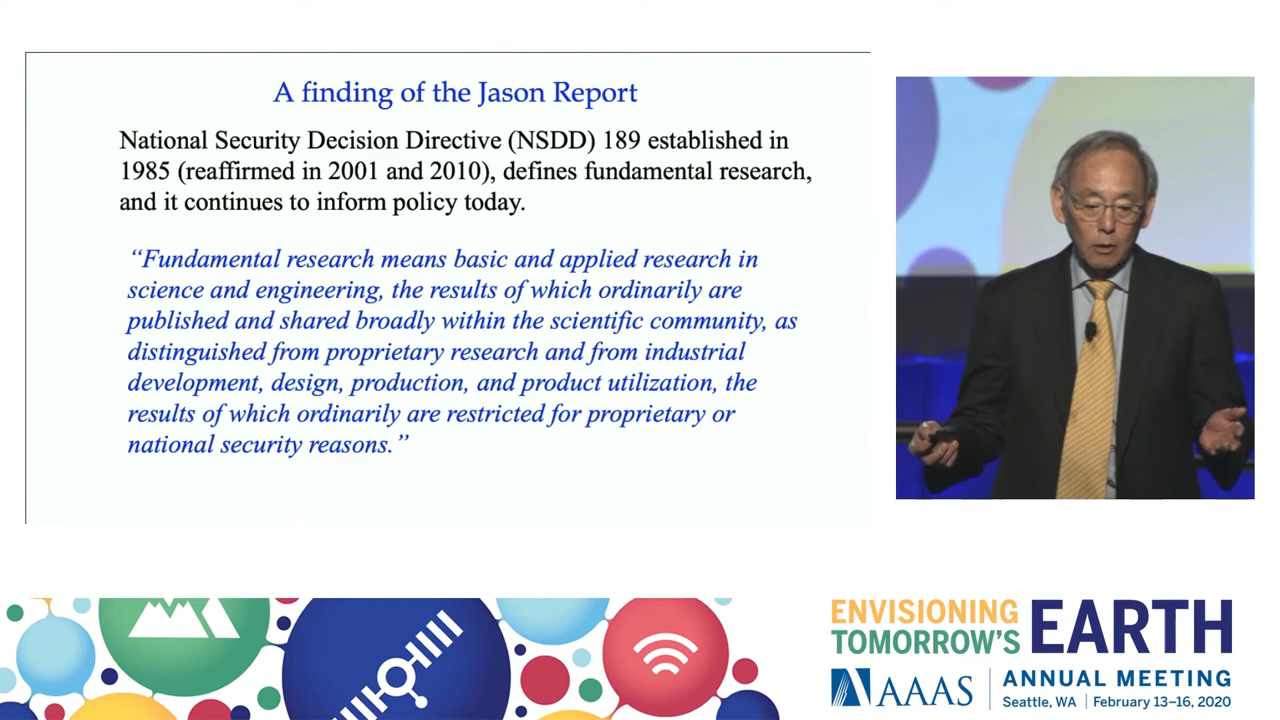 A finding of the Jason Report
National Security Decision Directive (NSDD) 189 established in
1985 (reaffirmed in 2001 and 2010), defines fundamental research,
and it continues to inform policy today.
“Fundamental research means basic and applied research in
science and engineering, the results of which ordinarily are
published and shared broadly within the scientific community, as
distinguished from proprietary research and from industrial
development, design, production, and product utilization, the
results of which ordinarily are restricted for proprietary or
national security reasons.”
ENVISIONING
TOMORROW'S
EARTH
AAAS
ANNUAL MEETING
Seattle, WA | February 13–16, 2020